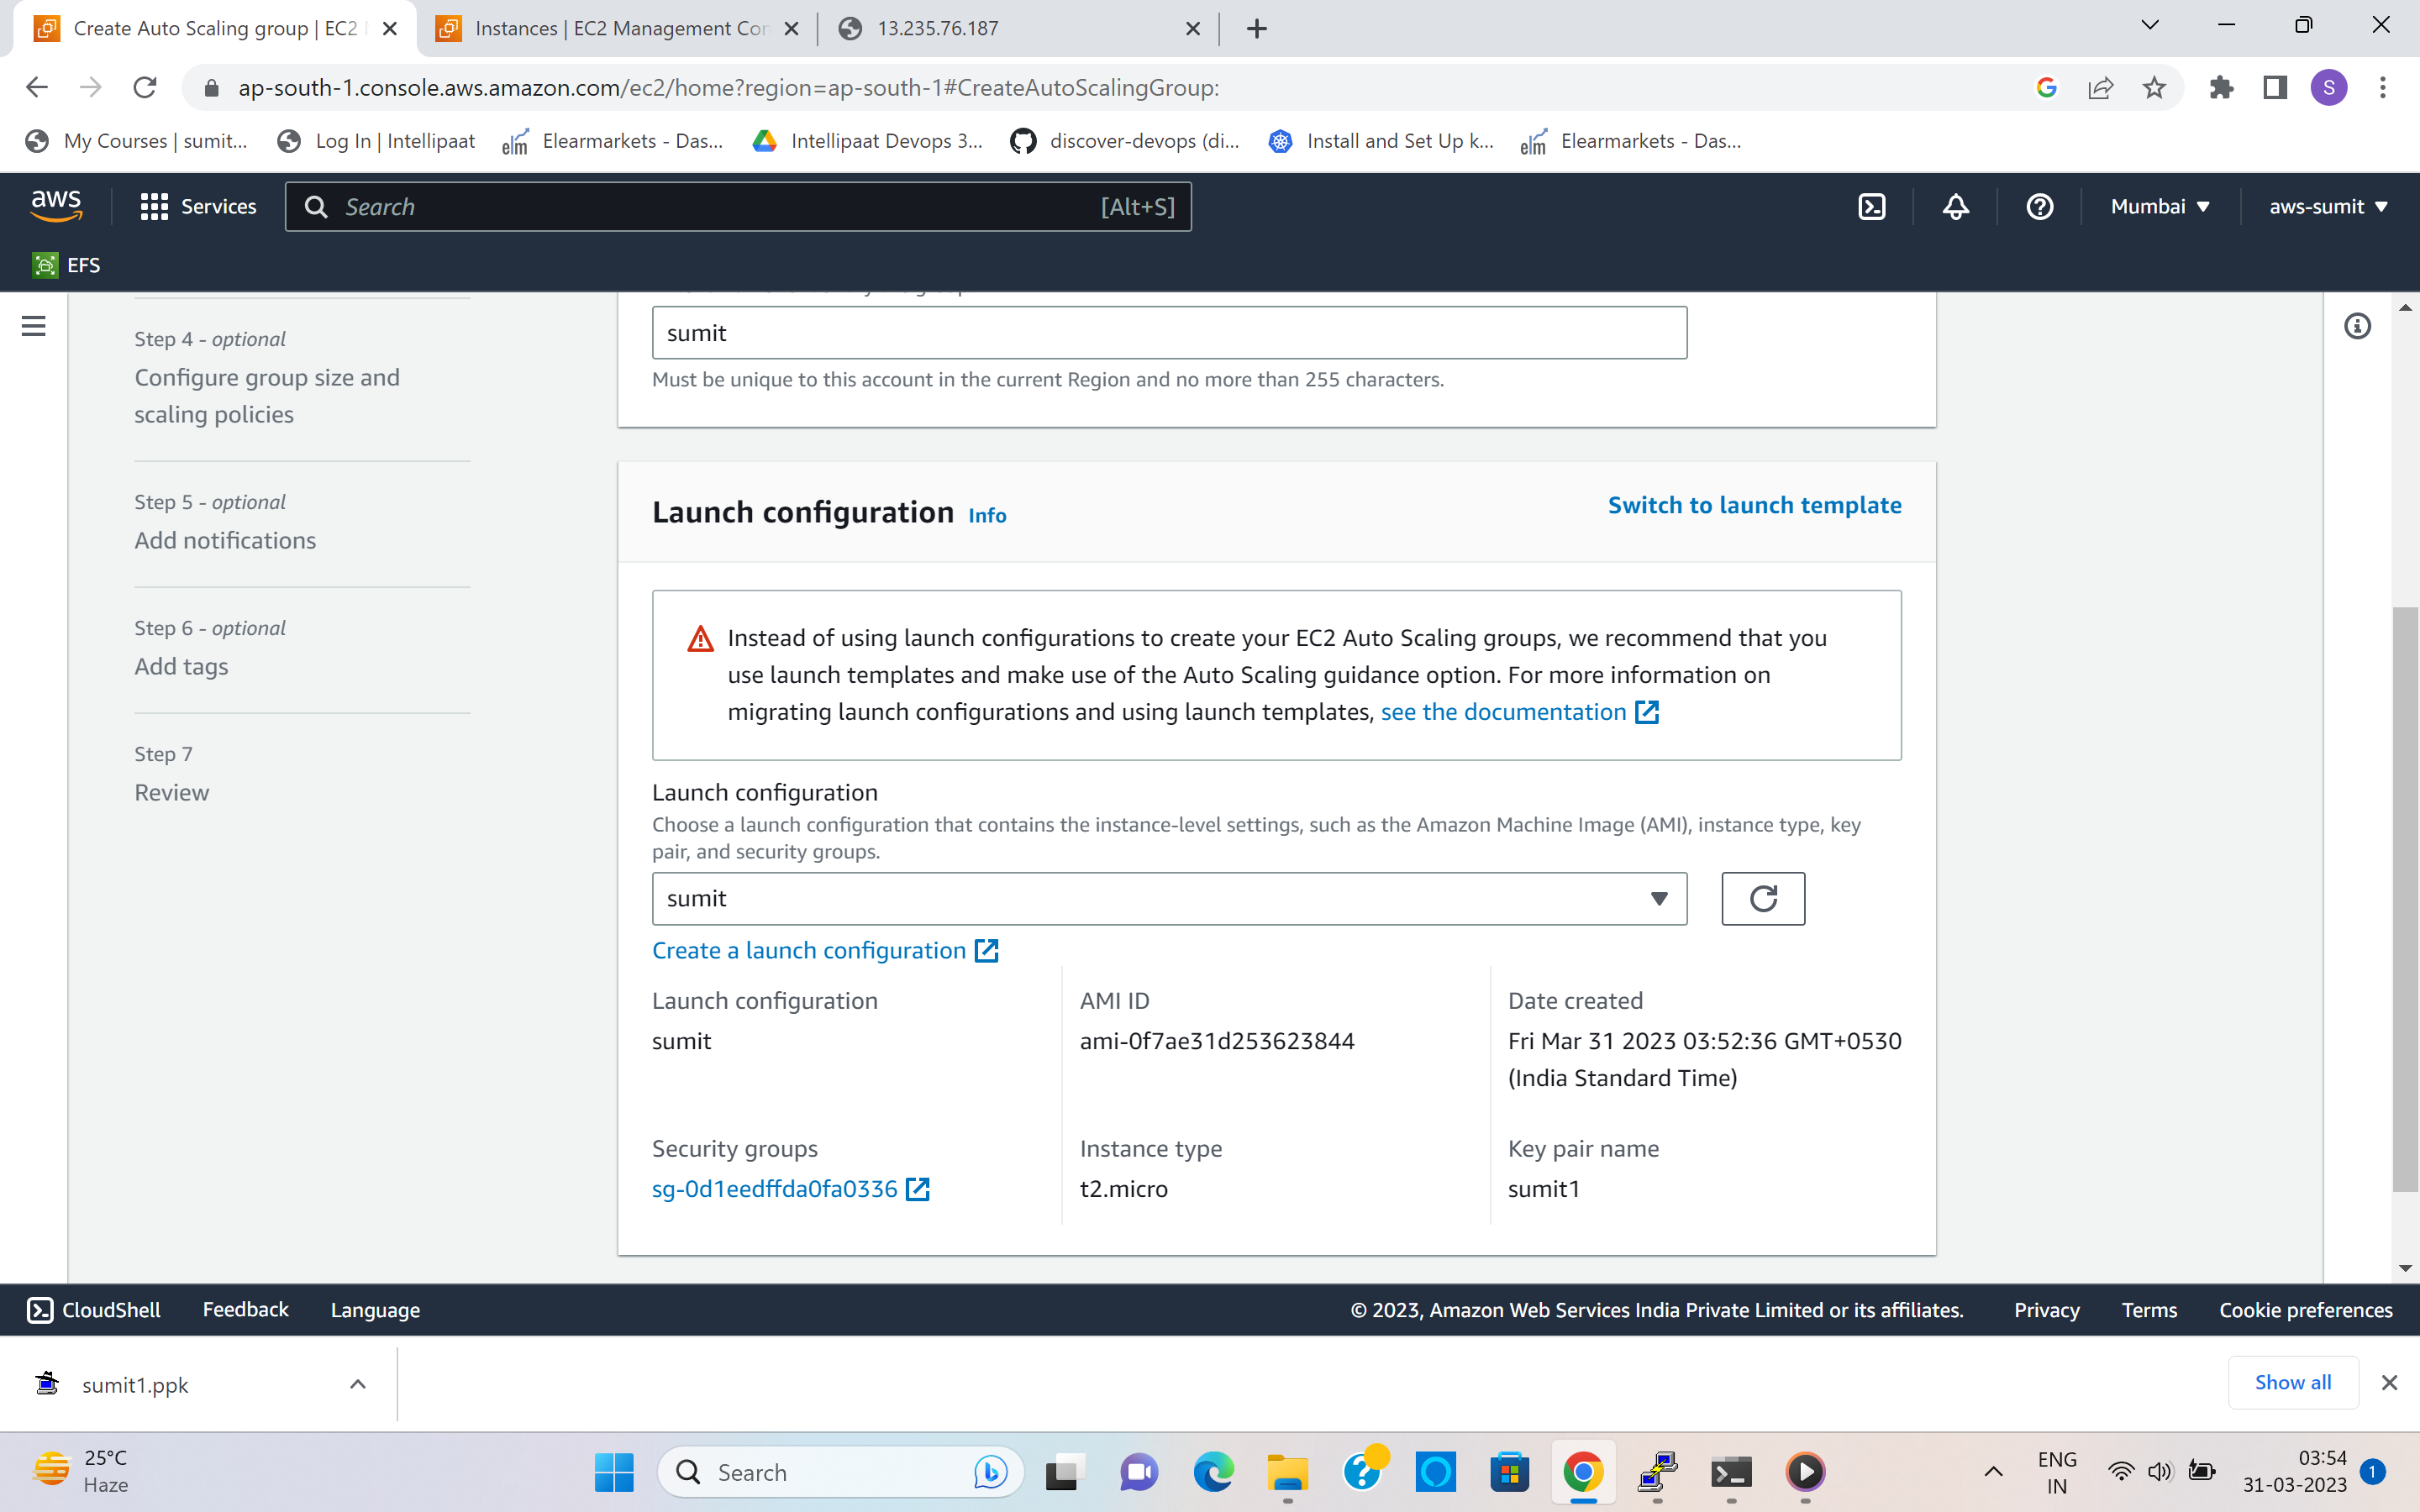 Create Auto Scaling group | EC2
Instances | EC2 Management Con
13.235.76.187
ap-south-1.console.aws.amazon.com/ec2/home?region=ap-south-1#CreateAutoScalingGroup:
S
My Courses | sumit...
Log In | Intellipaat
elm
Elearmarkets - Das...
Intellipaat Devops 3...
discover-devops (di...
Install and Set Up k...
elm
Elearmarkets - Das...
aws
Services
Search
[Alt+S]
Mumbai
aws-sumit
EFS
Step 4 - optional
Configure group size and
scaling policies
Step 5 - optional
Add notifications
Step 6 - optional
Add tags
Step 7
Review
sumit
Must be unique to this account in the current Region and no more than 255 characters.
Launch configuration Info
Switch to launch template
Instead of using launch configurations to create your EC2 Auto Scaling groups, we recommend that you
use launch templates and make use of the Auto Scaling guidance option. For more information on
migrating launch configurations and using launch templates, see the documentation
Launch configuration
Choose a launch configuration that contains the instance-level settings, such as the Amazon Machine Image (AMI), instance type, key
pair, and security groups.
sumit
Create a launch configuration
Launch configuration
sumit
AMI ID
ami-0f7ae31d253623844
Date created
Fri Mar 31 2023 03:52:36 GMT+0530
(India Standard Time)
Security groups
sg-0d1eedffda0fa0336
Instance type
t2.micro
Key pair name
sumit1
CloudShell
Feedback
Language
© 2023, Amazon Web Services India Private Limited or its affiliates.
Privacy
Terms
Cookie preferences
sumit1.ppk
Show all
25°C
Haze
Search
ENG
IN
03:54
31-03-2023
1